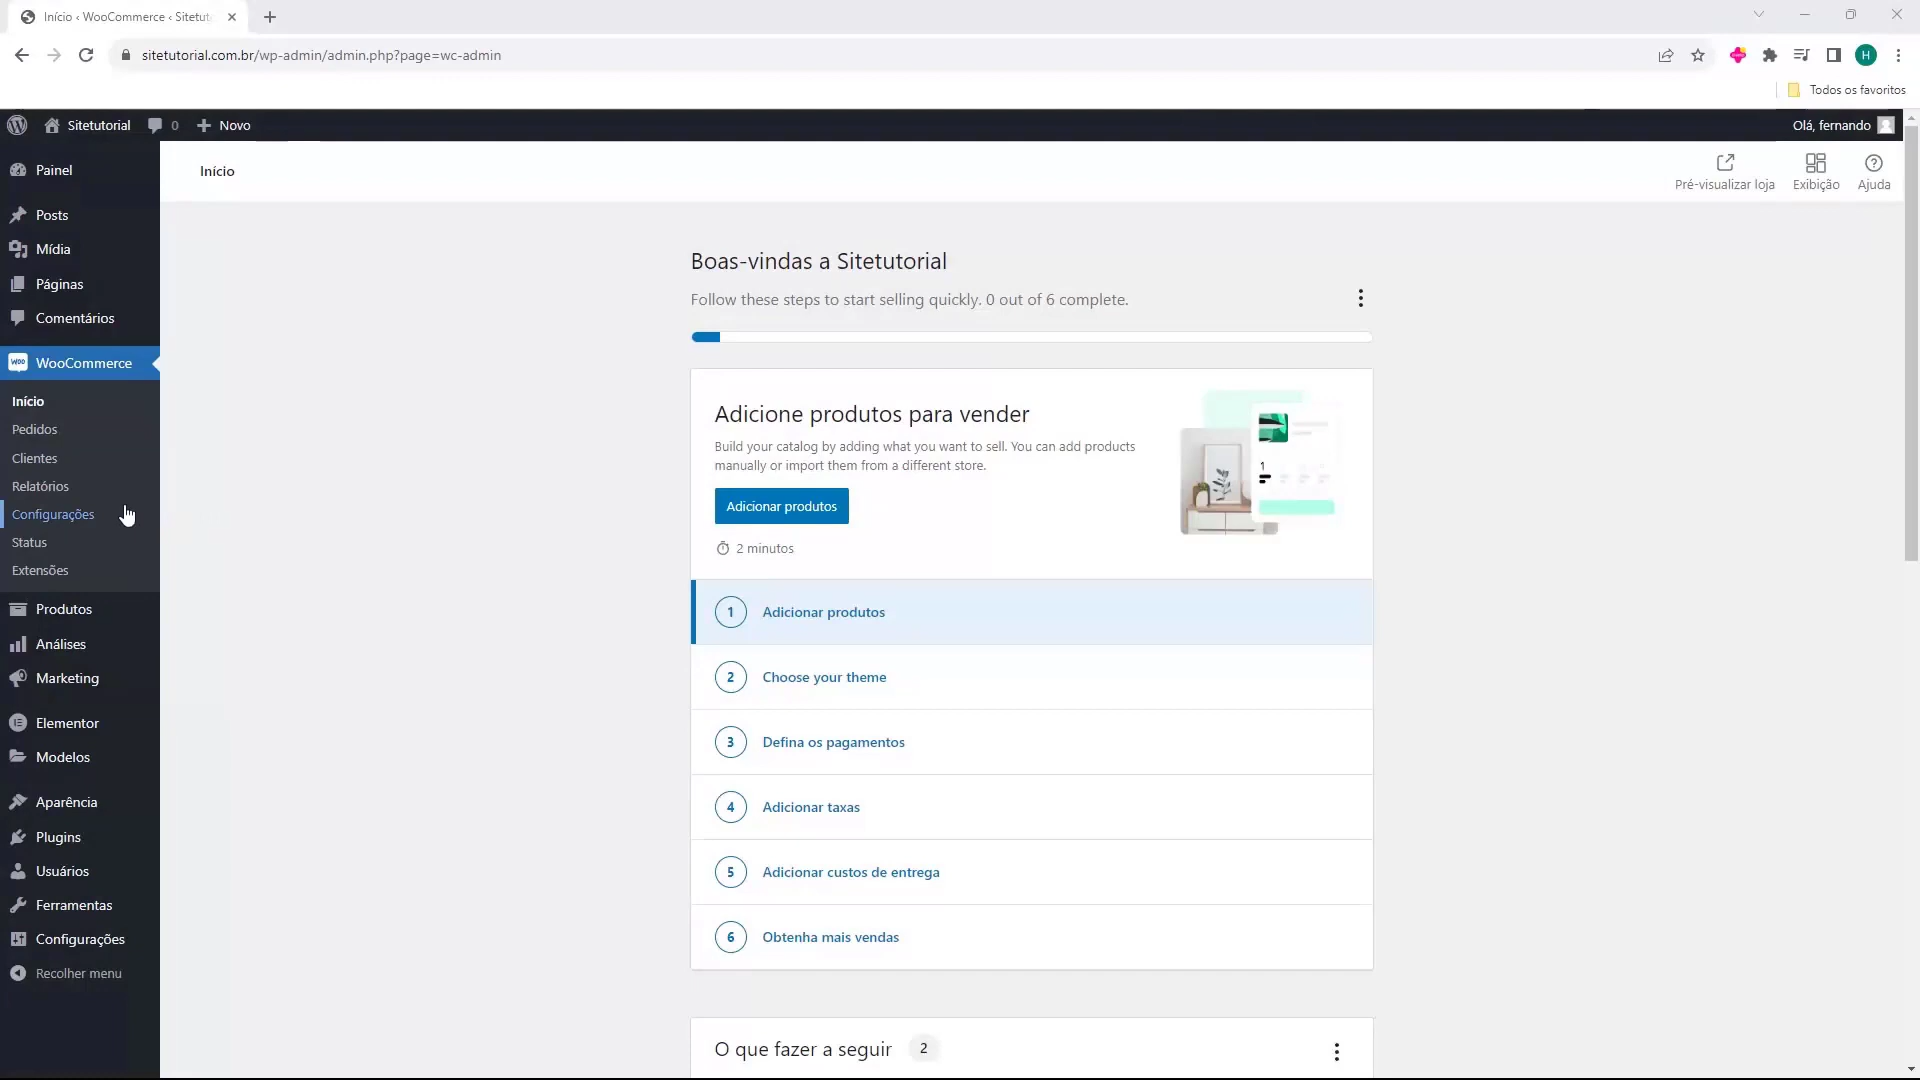 Início ‹ WooCommerce ‹ Sitetut
sitetutorial.com.br/wp-admin/admin.php?page=wc-admin
H
Todos os favoritos
Sitetutorial
0
Novo
Olá, fernando
Painel
Posts
Mídia
Páginas
Comentários
WOO
WooCommerce
Início
Pedidos
Clientes
Relatórios
Configurações
Status
Extensões
Produtos
Análises
Marketing
Elementor
Modelos
Aparência
Plugins
Usuários
Ferramentas
Configurações
Recolher menu
Início
Pré-visualizar loja
Exibição
Ajuda
Boas-vindas a Sitetutorial
Follow these steps to start selling quickly. 0 out of 6 complete.
Adicione produtos para vender
Build your catalog by adding what you want to sell. You can add products
manually or import them from a different store.
Adicionar produtos
2 minutos
1
1 Adicionar produtos
2 Choose your theme
3 Defina os pagamentos
4 Adicionar taxas
5 Adicionar custos de entrega
6 Obtenha mais vendas
O que fazer a seguir 2